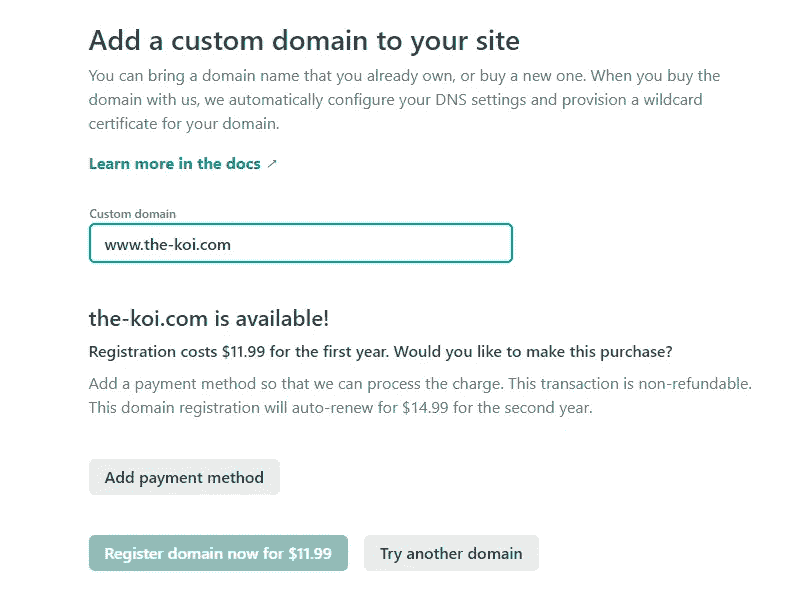 Add a custom domain to your site
You can bring a domain name that you already own, or buy a new one. When you buy the
domain with us, we automatically configure your DNS settings and provision a wildcard
certificate for your domain.
Learn more in the docs ↗
Custom domain
www.the-koi.com
the-koi.com is available!
Registration costs $11.99 for the first year. Would you like to make this purchase?
Add a payment method so that we can process the charge. This transaction is non-refundable.
This domain registration will auto-renew for $14.99 for the second year.
Add payment method
Register domain now for $11.99
Try another domain